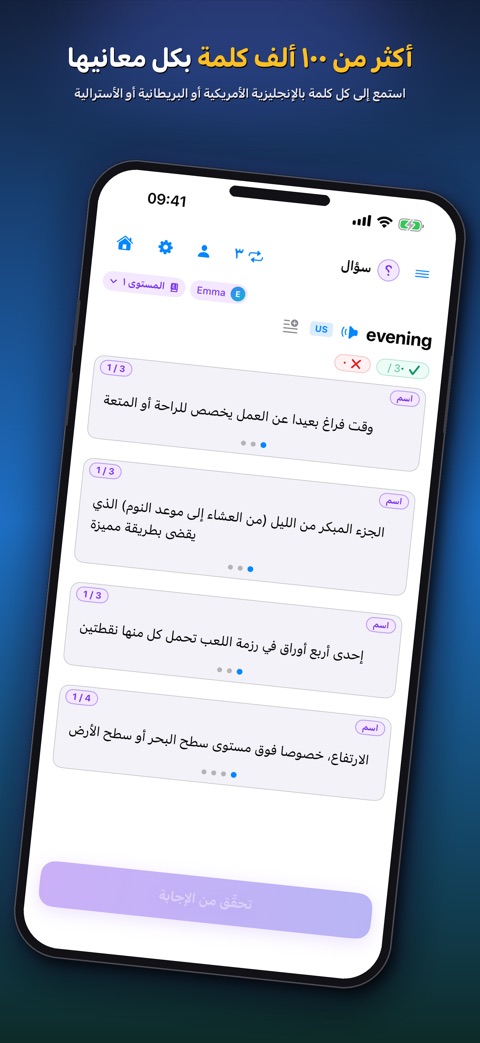 أكثر من ١٠٠ ألف كلمة بكل معانيها
استمع إلى كل كلمة بالإنجليزية الأمريكية أو البريطانية أو الأسترالية
09:41
؟ سؤال
٣
E Emma
المستوى ١
evening US
٠/3
٠
اسم 1 / 3
وقت فراغ بعيدا عن العمل يخصص للراحة أو المتعة
اسم 1 / 3
الجزء المبكر من الليل (من العشاء إلى موعد النوم) الذي
يقضى بطريقة مميزة
اسم 1 / 3
إحدى أربع أوراق في رزمة اللعب تحمل كل منها نقطتين
اسم 1 / 4
الارتفاع، خصوصا فوق مستوى سطح البحر أو سطح الأرض
تحقّق من الإجابة